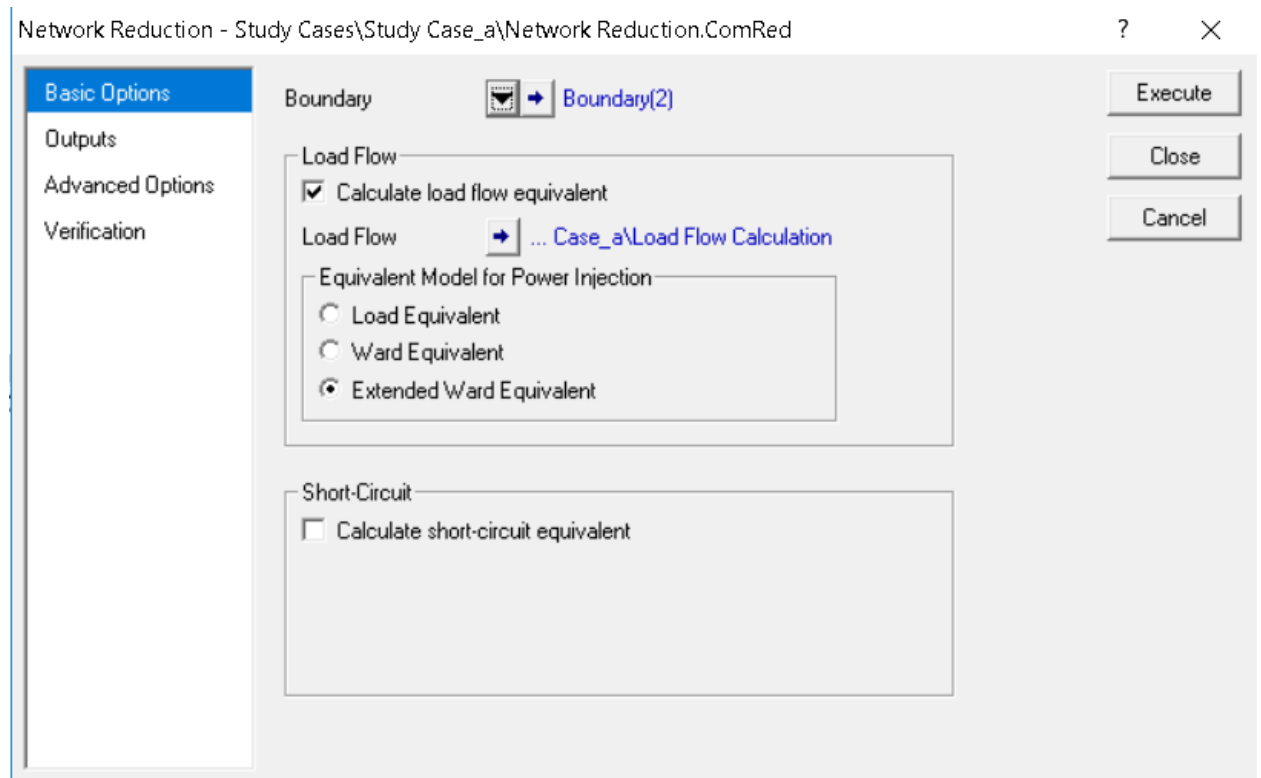 Network Reduction - Study Cases\Study Case_a\Network Reduction.ComRed ?
Basic Options
Outputs
Advanced Options
Verification
Boundary Boundary(2)
Load Flow
Calculate load flow equivalent
Load Flow ... Case_a\Load Flow Calculation
Equivalent Model for Power Injection
Load Equivalent
Ward Equivalent
Extended Ward Equivalent
Short-Circuit
Calculate short-circuit equivalent
Execute
Close
Cancel